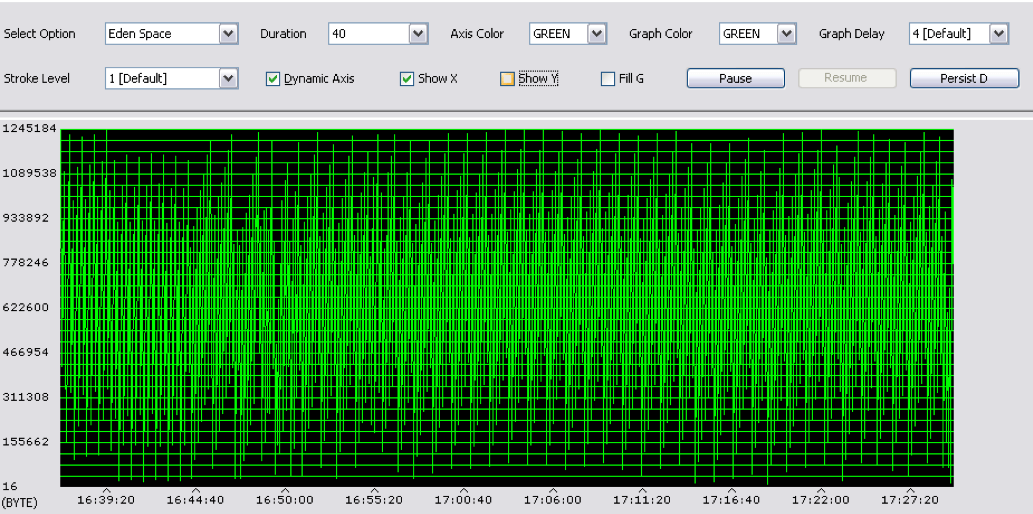 Select Option Eden Space Duration 40 Axis Color GREEN Graph Color GREEN Graph Delay 4 [Default]
Stroke Level 1 [Default] Dynamic Axis Show X Show Y Fill G Pause Resume Persist D
1245184
1089538
933892
778246
622600
466954
311308
155662
16
(BYTE)
16:39:20 16:44:40 16:50:00 16:55:20 17:00:40 17:06:00 17:11:20 17:16:40 17:22:00 17:27:20